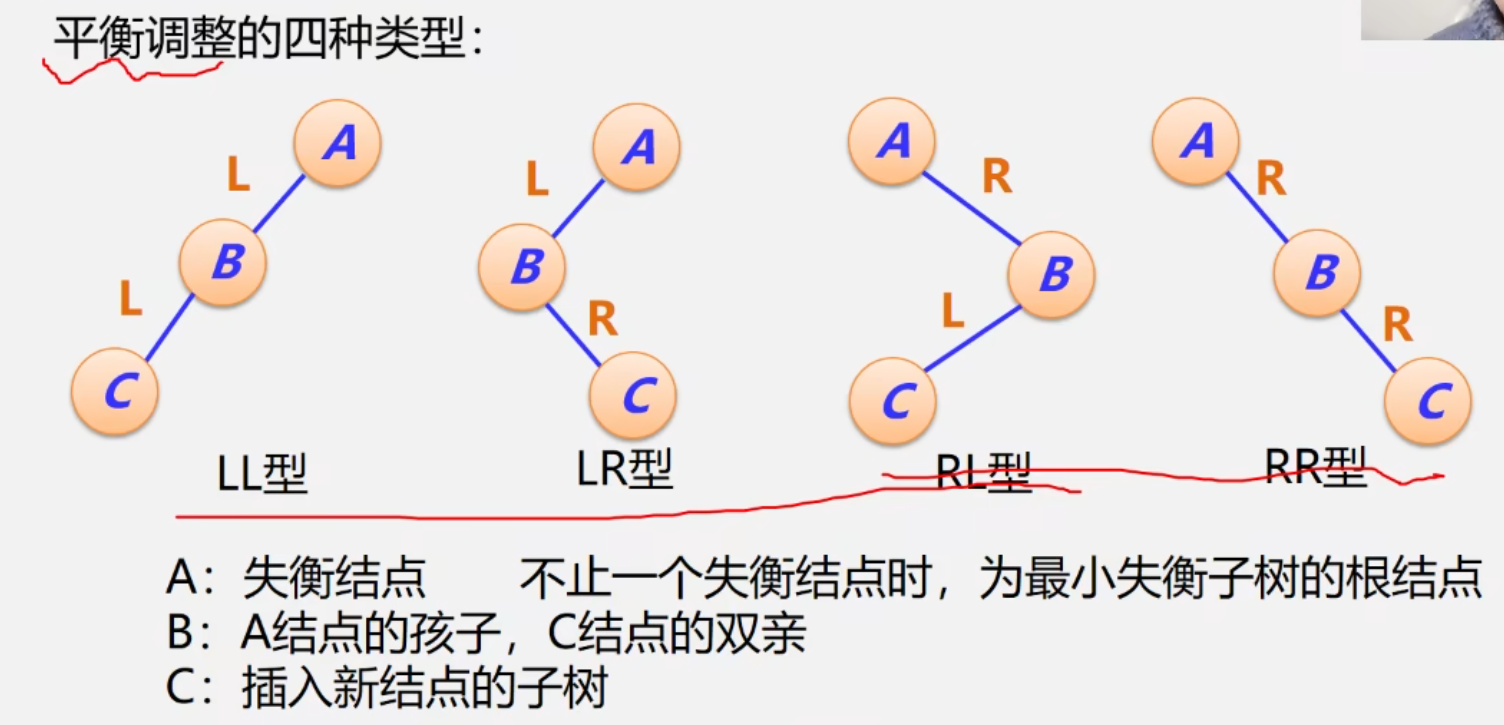 平衡调整的四种类型：
A A A A
L L R R
B B B B
L R L R
C C C C
LL型 LR型 RL型 RR型
A：失衡结点 不止一个失衡结点时，为最小失衡子树的根结点
B：A结点的孩子，C结点的双亲
C：插入新结点的子树